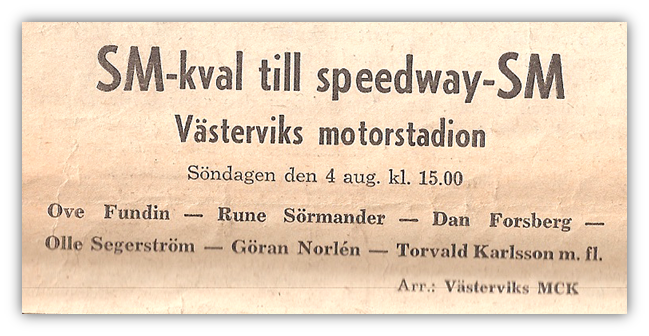 SM-kval till speedway-SM
Västerviks motorstadion
Söndagen den 4 aug. kl. 15.00
Ove Fundin — Rune Sörmander — Dan Forsberg —
Olle Segerström — Göran Norlén — Torvald Karlsson m. fl.
Arr.: Västerviks MCK